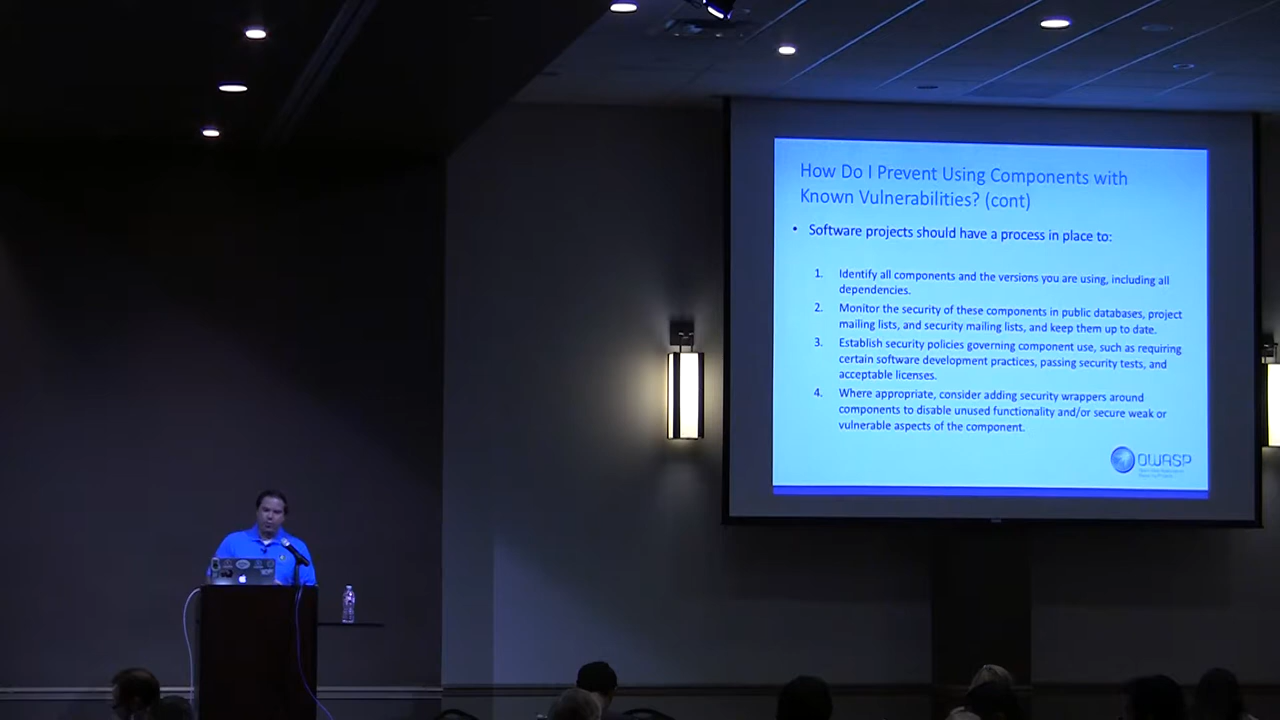 How Do I Prevent Using Components with
Known Vulnerabilities? (cont)
• Software projects should have a process in place to:
1. Identify all components and the versions you are using, including all
dependencies.
2. Monitor the security of these components in public databases, project
mailing lists, and security mailing lists, and keep them up to date.
3. Establish security policies governing component use, such as requiring
certain software development practices, passing security tests, and
acceptable licenses.
4. Where appropriate, consider adding security wrappers around
components to disable unused functionality and/or secure weak or
vulnerable aspects of the component.
OWASP